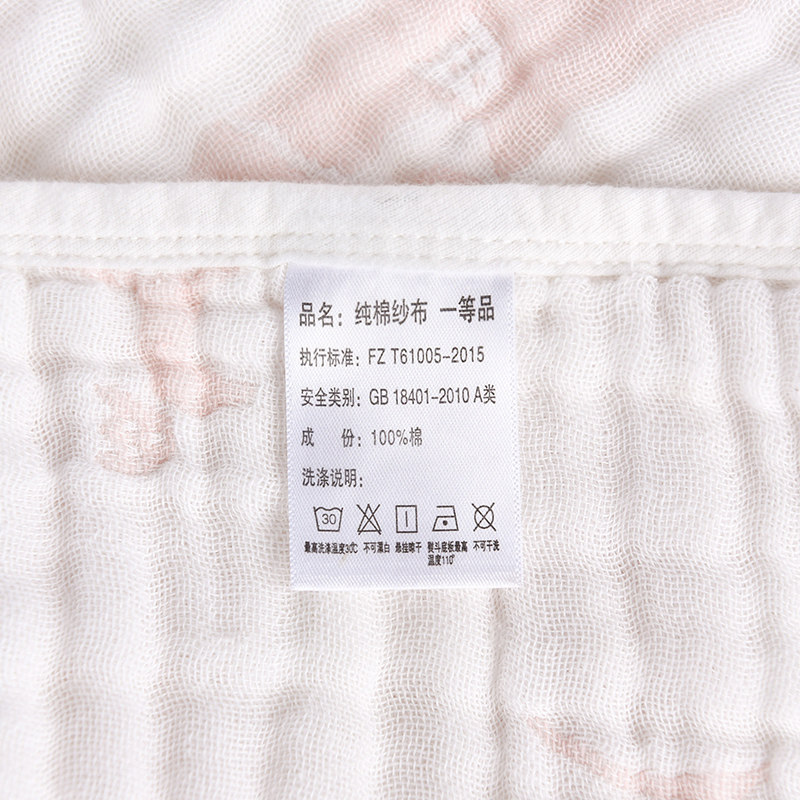 品名：纯棉纱布 一等品
执行标准：FZ T61005-2015
安全类别：GB 18401-2010 A类
成 份：100%棉
洗涤说明：
30
最高洗涤温度30℃ 不可漂白 悬挂晾干 熨斗底板最高 不可干洗
温度110°